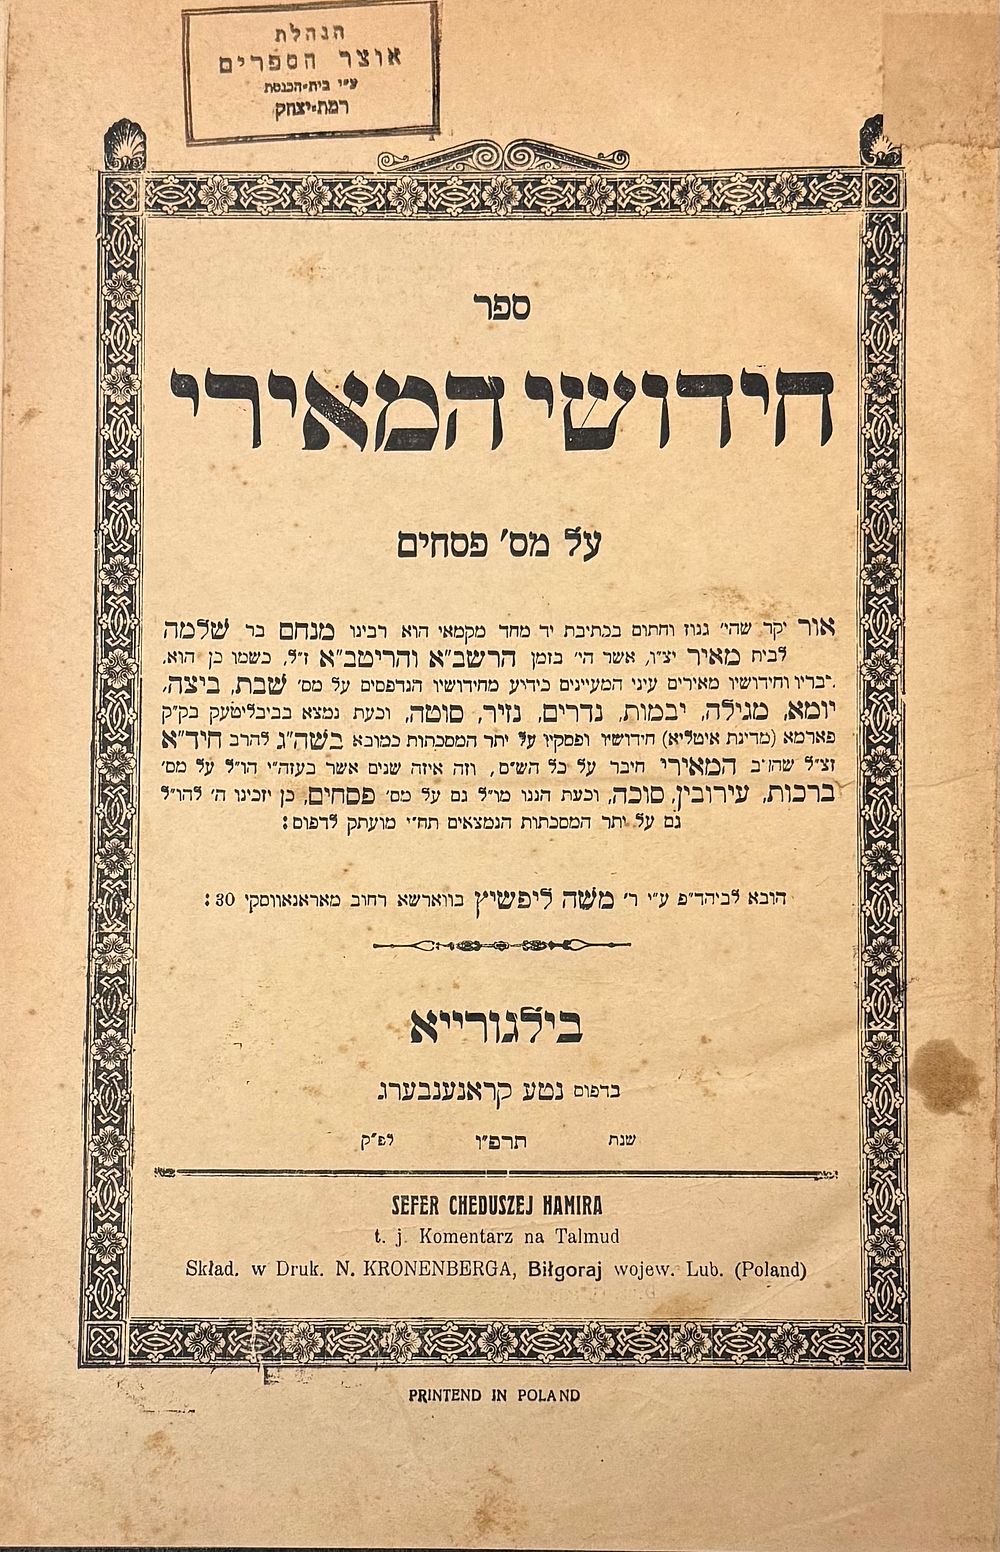 הנהלת
אוצר הספרים
ע״י בית-הכנסת
רמת-יצחק
ספר
חידושי המאירי
על מס׳ פסחים
אור יקר שהי׳ גנוז וחתום בכתיבת יד מחד מקמאי הוא רבינו מנחם בר שלמה
לבית מאיר יצ״ו, אשר הי׳ בזמן הרשב״א והריטב״א ז״ל, כשמו כן הוא,
דבריו וחידושיו מאירים עיני המעיינים כידוע מחידושיו הנדפסים על מס׳ שבת, ביצה,
יומא, מגילה, יבמות, נדרים, נזיר, סוטה, וכעת נמצא בביבליטעק בק״ק
פארמא (מדינת איטליא) חידושיו ופסקיו על יתר המסכתות כמובא בשה״ג להרב חיד״א
זצ״ל שהרב המאירי חיבר על כל הש״ס, וזה איזה שנים אשר בעזה״י הו״ל על מס׳
ברכות, עירובין, סוכה, וכעת הננו מו״ל גם על מס׳ פסחים, כן יזכינו ה׳ להו״ל
גם על יתר המסכתות הנמצאים תח״י מועתק לדפוס:
הובא לביהד״פ ע״י ר׳ משה ליפשיץ בווארשא רחוב מאראנאווסקי 30:
בילגורייא
בדפוס נטע קראנענבערג
שנת תרפ״ו לפ״ק
SEFER CHEDUSZEJ HAMIRA
t. j. Komentarz na Talmud
Skład. w Druk. N. KRONENBERGA, Biłgoraj wojew. Lub. (Poland)
PRINTEND IN POLAND